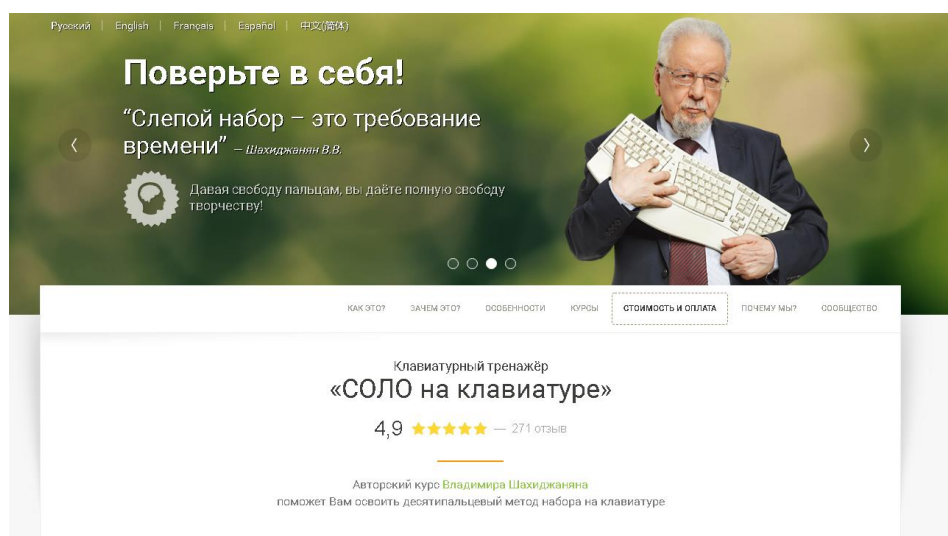 Русский | English | Français | Español | 中文(简体)
Поверьте в себя!
“Слепой набор – это требование
времени” – Шахиджанян В.В.
Давая свободу пальцам, вы даёте полную свободу
творчеству!
КАК ЭТО? ЗАЧЕМ ЭТО? ОСОБЕННОСТИ КУРСЫ СТОИМОСТЬ И ОПЛАТА ПОЧЕМУ МЫ? СООБЩЕСТВО
Клавиатурный тренажёр
«СОЛО на клавиатуре»
4,9 — 271 отзыв
Авторский курс Владимира Шахиджаняна
поможет Вам освоить десятипальцевый метод набора на клавиатуре